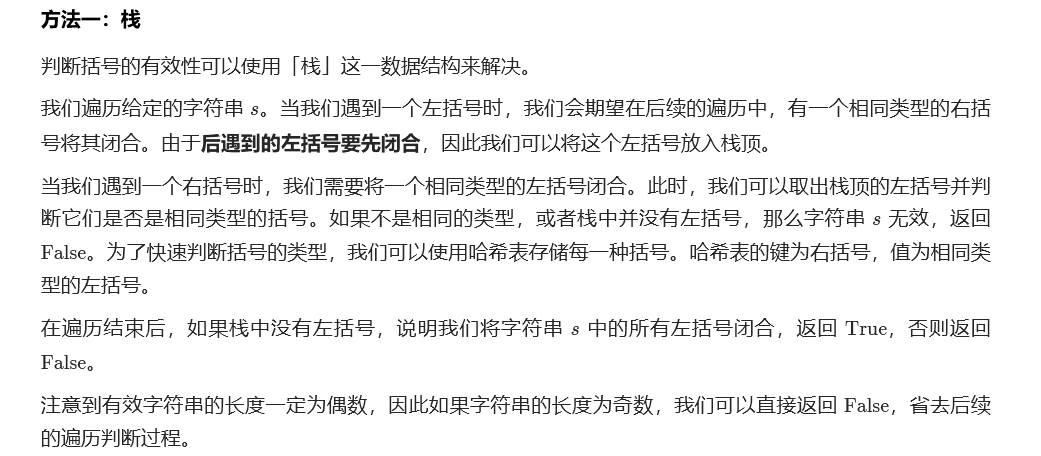 方法一：栈
判断括号的有效性可以使用「栈」这一数据结构来解决。
我们遍历给定的字符串 s。当我们遇到一个左括号时，我们会期望在后续的遍历中，有一个相同类型的右括
号将其闭合。由于后遇到的左括号要先闭合，因此我们可以将这个左括号放入栈顶。
当我们遇到一个右括号时，我们需要将一个相同类型的左括号闭合。此时，我们可以取出栈顶的左括号并判
断它们是否是相同类型的括号。如果不是相同的类型，或者栈中并没有左括号，那么字符串 s 无效，返回
False。为了快速判断括号的类型，我们可以使用哈希表存储每一种括号。哈希表的键为右括号，值为相同类
型的左括号。
在遍历结束后，如果栈中没有左括号，说明我们将字符串 s 中的所有左括号闭合，返回 True，否则返回
False。
注意到有效字符串的长度一定为偶数，因此如果字符串的长度为奇数，我们可以直接返回 False，省去后续
的遍历判断过程。